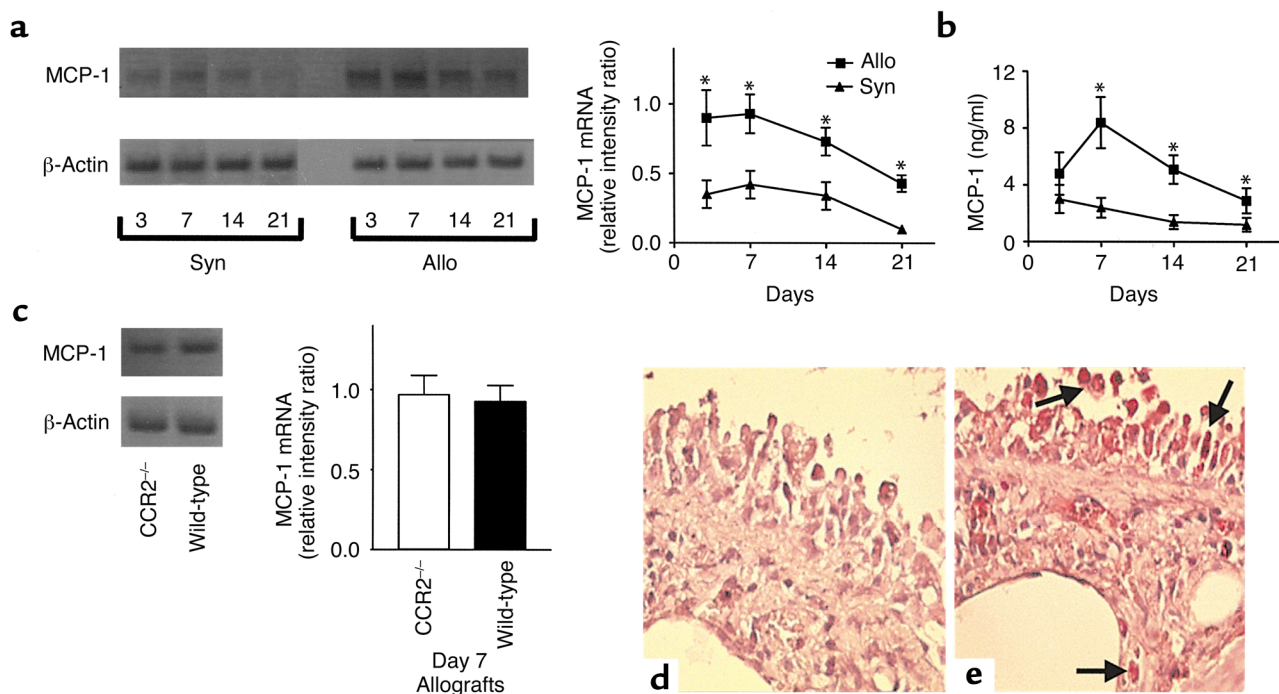 a
MCP-1
β-Actin
3 7 14 21 3 7 14 21
Syn Allo
MCP-1 mRNA
(relative intensity ratio)
1.0
0.5
0.0
Allo
Syn
* * * *
0 7 14 21
Days
b
MCP-1 (ng/ml)
12
8
4
0
* * *
0 7 14 21
Days
c
MCP-1
β-Actin
CCR2–/–
Wild-type
MCP-1 mRNA
(relative intensity ratio)
1.0
0.5
0.0
CCR2–/–
Wild-type
Day 7
Allografts
d
e